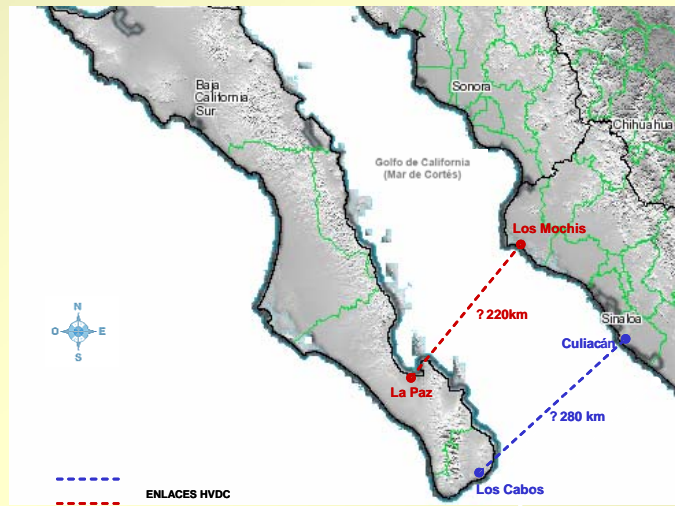 Baja
California
Sur
Sonora
Chihuahua
Golfo de California
(Mar de Cortés)
Los Mochis
Sinaloa
? 220km
Culiacán
La Paz
? 280 km
Los Cabos
N
O
E
S
ENLACES HVDC